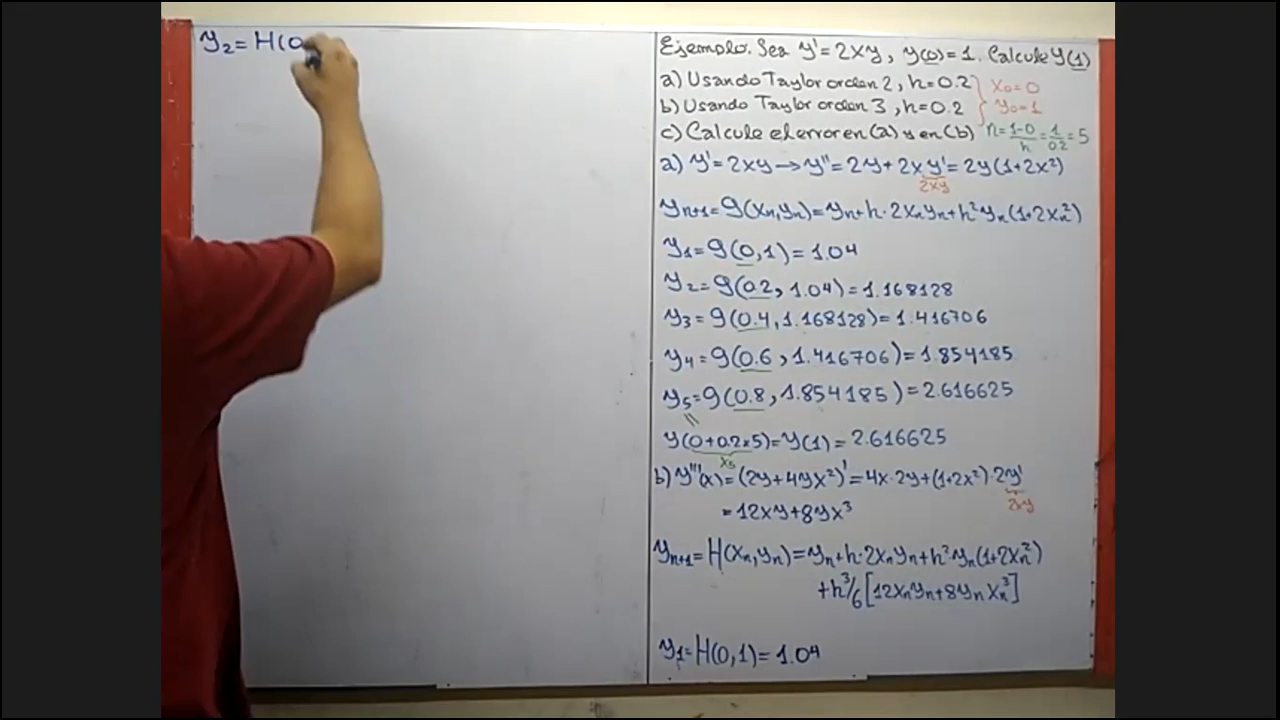 y₂ = H(0
Ejemplo. Sea y' = 2xy, y(0) = 1. Calcule y(1)
a) Usando Taylor orden 2, h = 0.2
b) Usando Taylor orden 3, h = 0.2
x₀ = 0
y₀ = 1
c) Calcule el error en (a) y en (b) n = (1-0)/h = 1/0.2 = 5
a) y' = 2xy → y'' = 2y + 2x y' = 2y(1+2x²)
2xy
yₙ₊₁ = g(xₙ, yₙ) = yₙ + h·2xₙyₙ + h²yₙ(1+2xₙ²)
y₁ = g(0, 1) = 1.04
y₂ = g(0.2, 1.04) = 1.168128
y₃ = g(0.4, 1.168128) = 1.416706
y₄ = g(0.6, 1.416706) = 1.854185
y₅ = g(0.8, 1.854185) = 2.616625
y(0+0.2x5) = y(1) = 2.616625
x₅
b) y'''(x) = (2y+4yx²)' = 4x·2y + (1+2x²)·2y'
2xy
= 12xy + 8yx³
yₙ₊₁ = H(xₙ, yₙ) = yₙ + h·2xₙyₙ + h²yₙ(1+2xₙ²)
+ h³/6 [12xₙyₙ + 8yₙxₙ³]
y₁ = H(0, 1) = 1.04